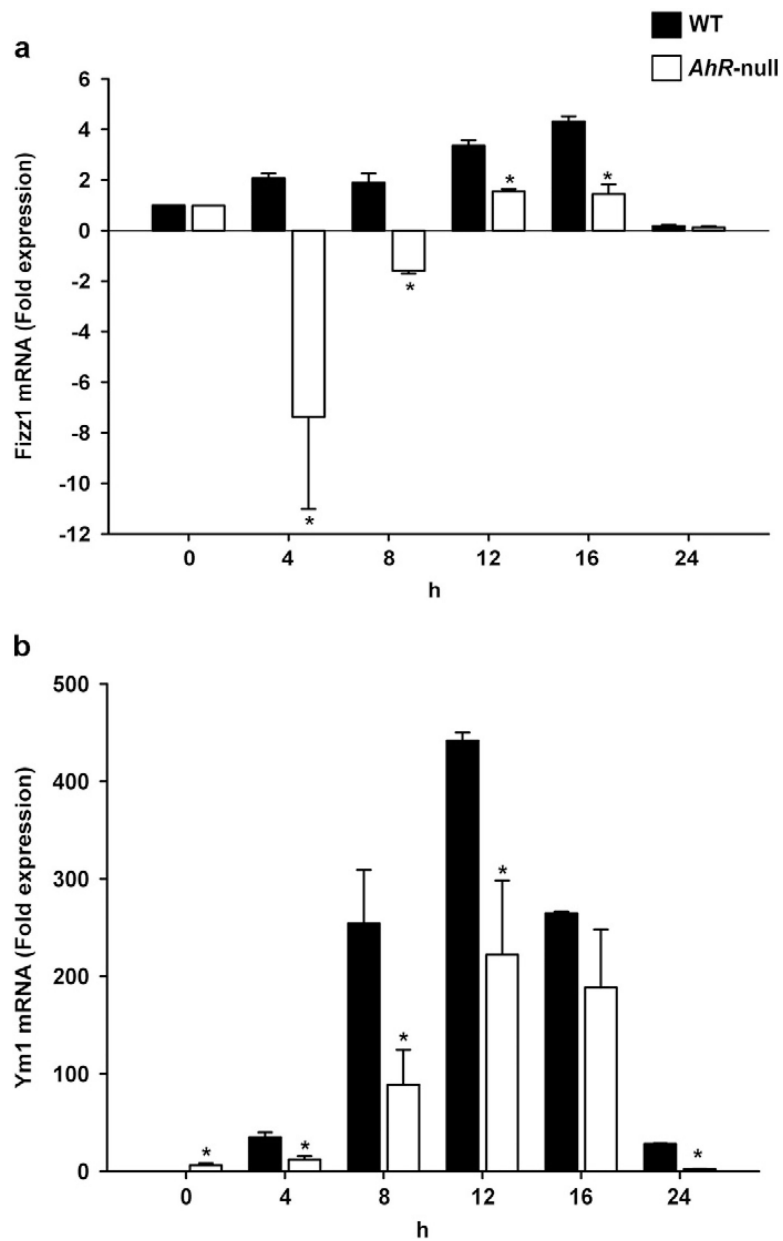 WT
AhR-null
a
6
4
2
0
-2
-4
-6
-8
-10
-12
Fizz1 mRNA (Fold expression)
*
*
*
*
0 4 8 12 16 24
h
b
500
400
300
200
100
0
Ym1 mRNA (Fold expression)
*
*
*
*
*
0 4 8 12 16 24
h